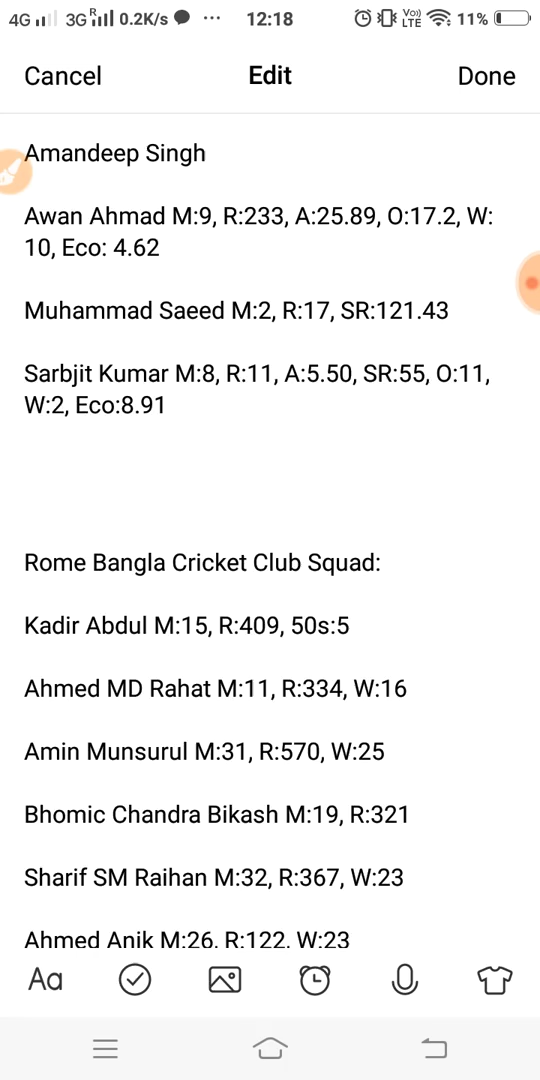 4G 3G R 0.2K/s ... 12:18 Vo)) LTE 11%
Cancel Edit Done
Amandeep Singh
Awan Ahmad M:9, R:233, A:25.89, O:17.2, W:
10, Eco: 4.62
Muhammad Saeed M:2, R:17, SR:121.43
Sarbjit Kumar M:8, R:11, A:5.50, SR:55, O:11,
W:2, Eco:8.91
Rome Bangla Cricket Club Squad:
Kadir Abdul M:15, R:409, 50s:5
Ahmed MD Rahat M:11, R:334, W:16
Amin Munsurul M:31, R:570, W:25
Bhomic Chandra Bikash M:19, R:321
Sharif SM Raihan M:32, R:367, W:23
Ahmed Anik M:26, R:122, W:23
Aa